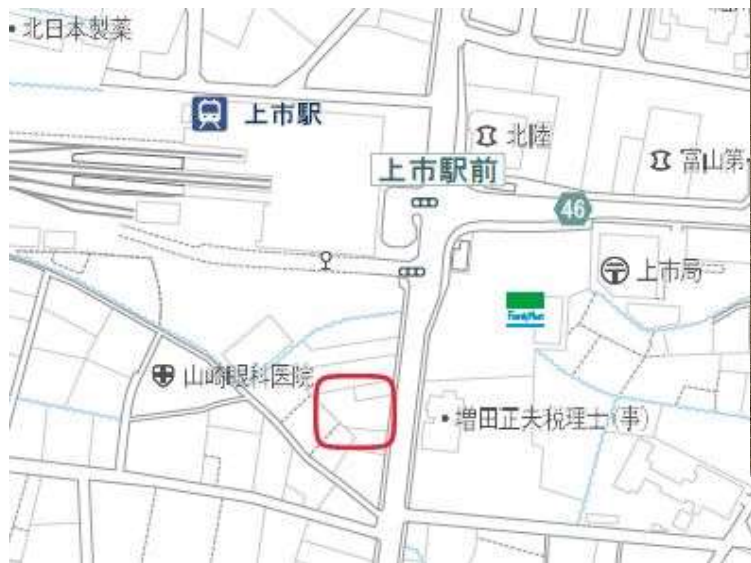 北日本製薬
上市駅
北陸
上市駅前
富山第一
46
上市局
FamilyMart
山崎眼科医院
増田正夫税理士(事)